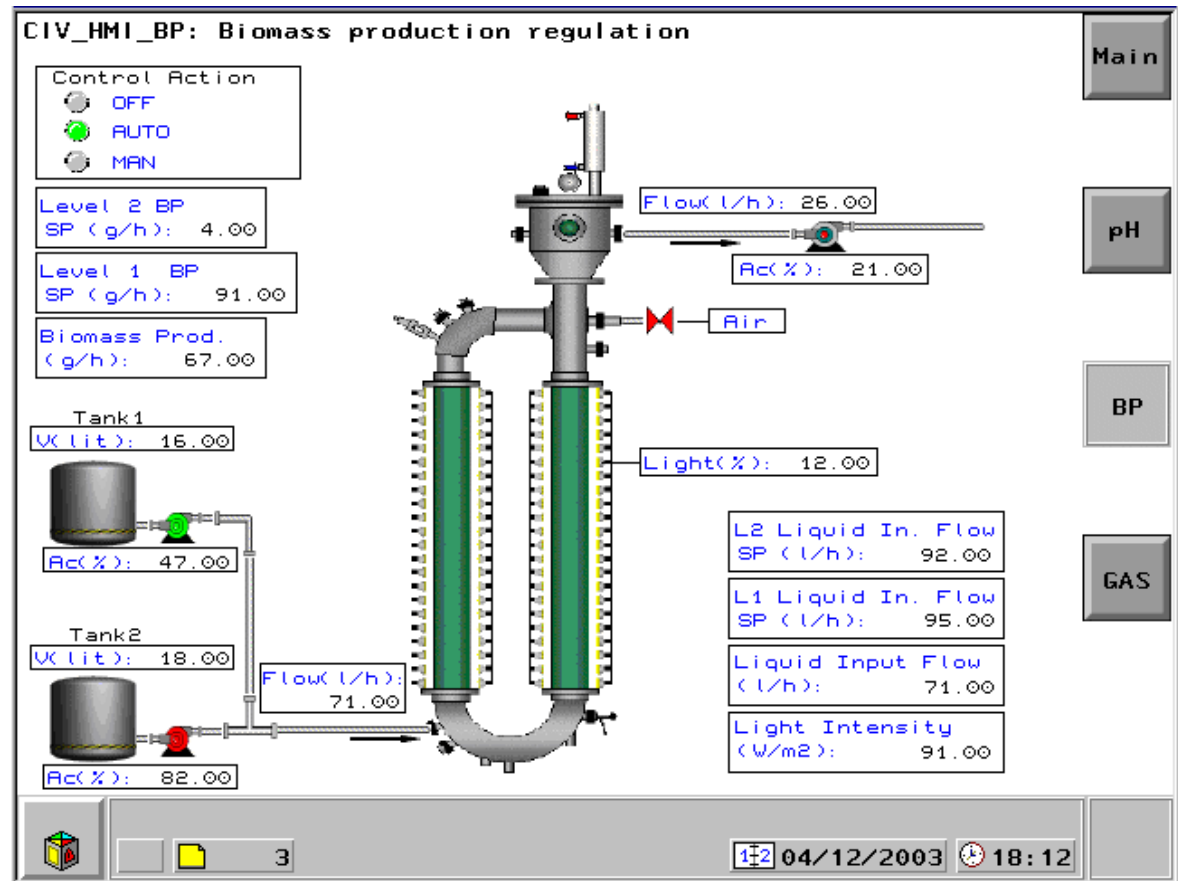 CIV_HMI_BP: Biomass production regulation
Main
Control Action
OFF
AUTO
MAN
Level 2 BP
SP (g/h): 4.00
Level 1 BP
SP (g/h): 91.00
Biomass Prod.
(g/h): 67.00
Flow(l/h): 26.00
pH
Ac(%): 21.00
Air
BP
Tank1
V(lit): 16.00
Light(%): 12.00
Ac(%): 47.00
L2 Liquid In. Flow
SP (l/h): 92.00
GAS
L1 Liquid In. Flow
SP (l/h): 95.00
Tank2
V(lit): 18.00
Flow(l/h):
71.00
Liquid Input Flow
(l/h): 71.00
Light Intensity
(W/m2): 91.00
Ac(%): 82.00
3
1 2 04/12/2003
18:12